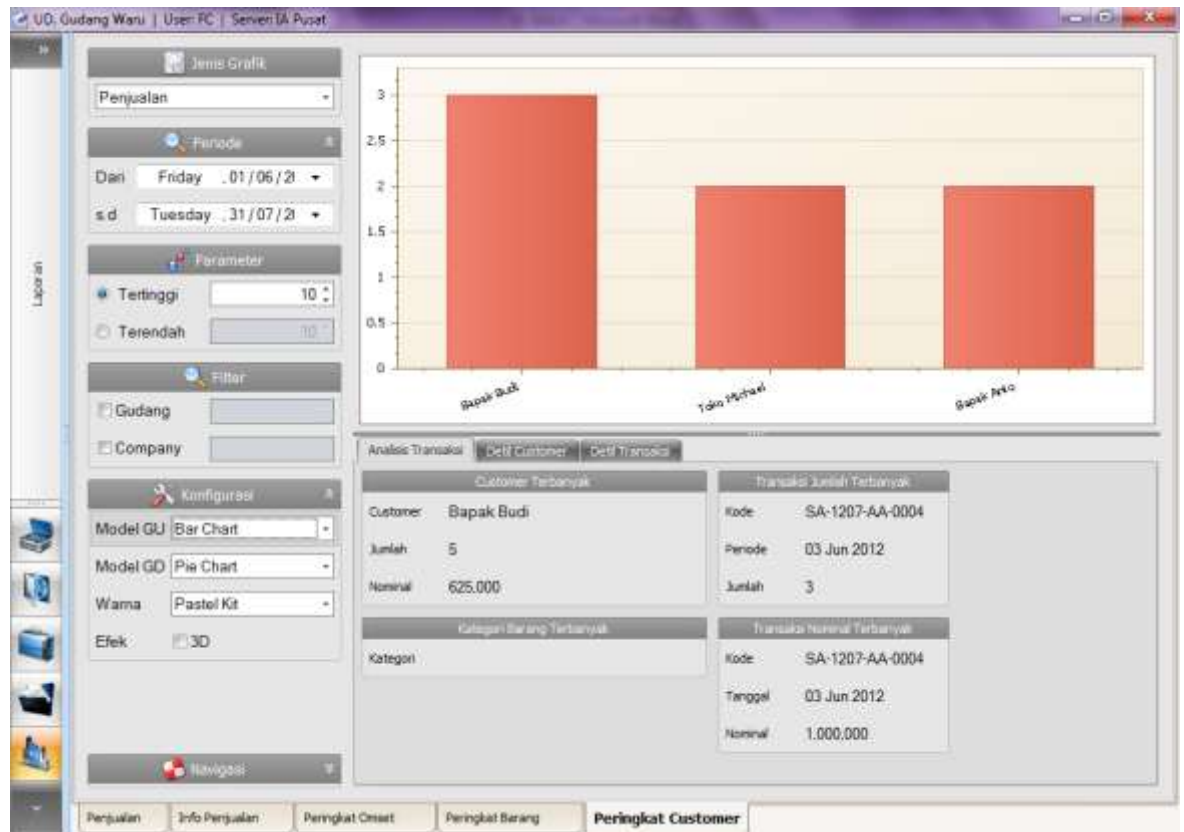 UD. Gudang Waru | User: FC | Server: IA Pusat
Laporan
Jenis Grafik
Penjualan
Periode
Dari Friday , 01/06/2
s.d Tuesday , 31/07/2
Parameter
Tertinggi 10
Terendah 10
Filter
Gudang
Company
Konfigurasi
Model GU Bar Chart
Model GD Pie Chart
Warna Pastel Kit
Efek 3D
Navigasi
3
2.5
2
1.5
1
0.5
0
Bapak Budi
Toko Michael
Bapak Anto
Analisis Transaksi Detil Customer Detil Transaksi
Customer Terbanyak
Customer Bapak Budi
Jumlah 5
Nominal 625.000
Transaksi Jumlah Terbanyak
Kode SA-1207-AA-0004
Periode 03 Jun 2012
Jumlah 3
Kategori Barang Terbanyak
Kategori
Transaksi Nominal Terbanyak
Kode SA-1207-AA-0004
Tanggal 03 Jun 2012
Nominal 1.000.000
Penjualan Info Penjualan Peringkat Omset Peringkat Barang Peringkat Customer